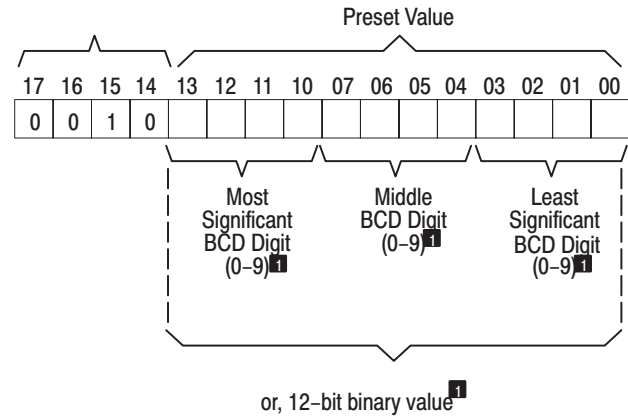 Preset Value
17 16 15 14 13 12 11 10 07 06 05 04 03 02 01 00
0 0 1 0
Most
Significant
BCD Digit
(0–9)1
Middle
BCD Digit
(0–9)1
Least
Significant
BCD Digit
(0–9)1
or, 12–bit binary value1